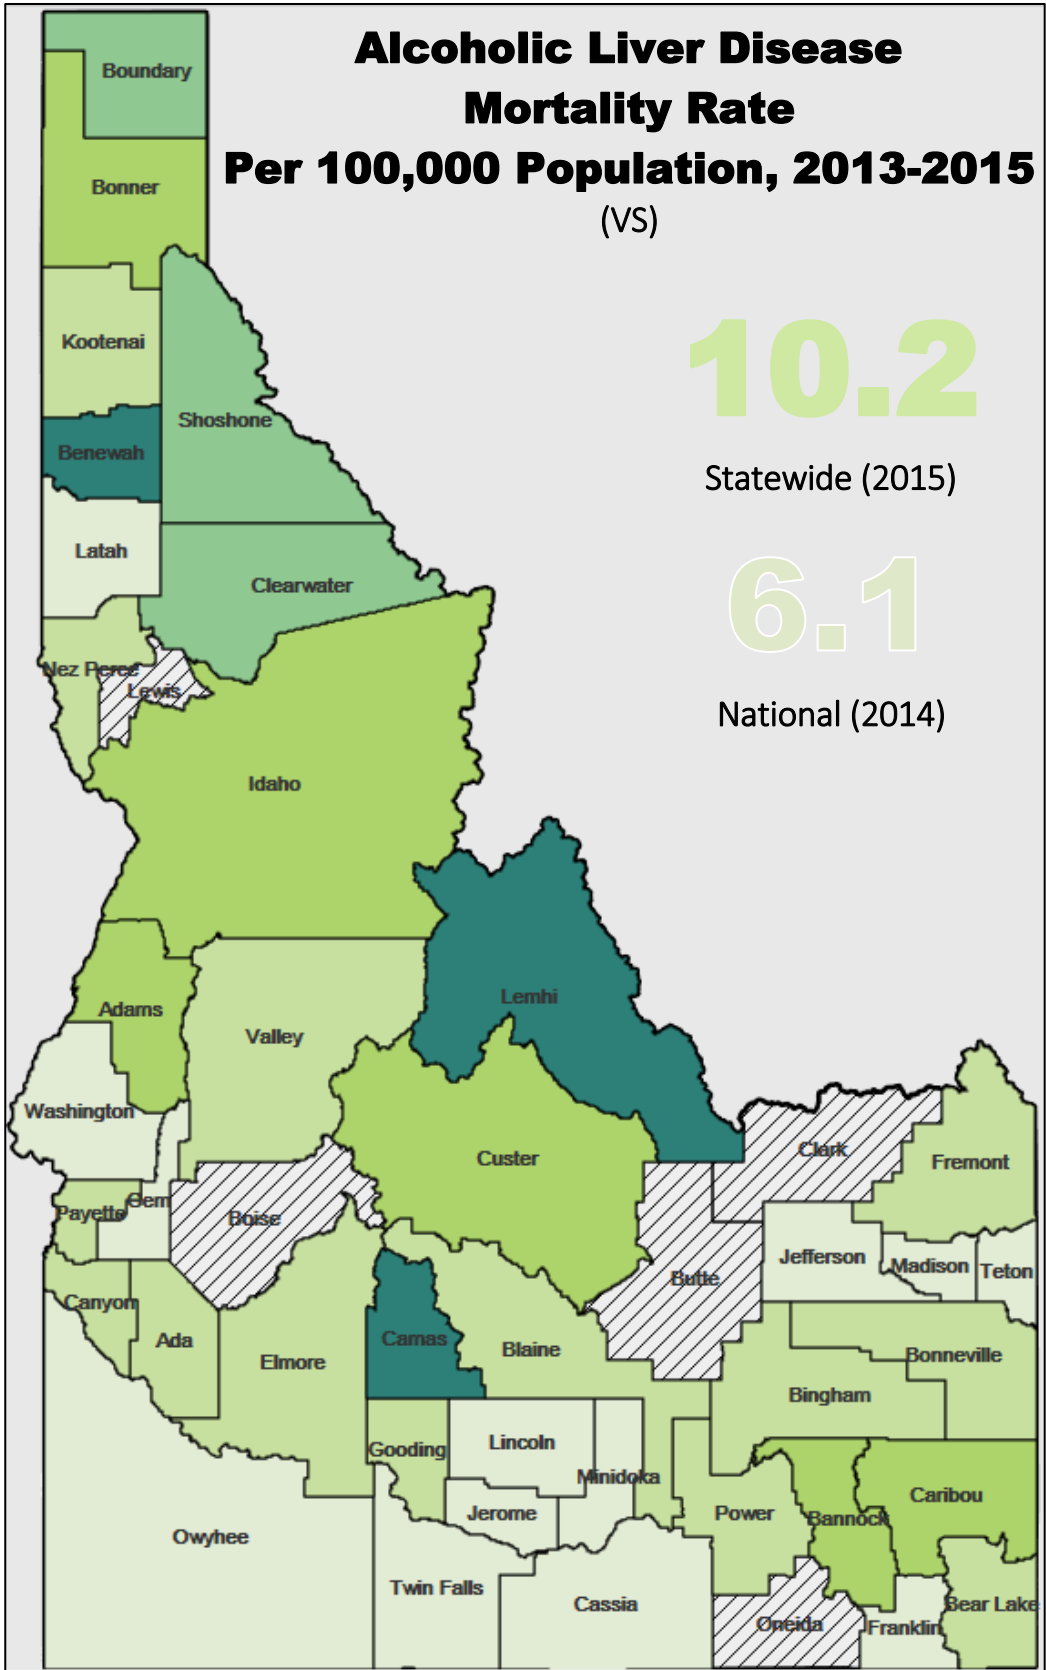 Alcoholic Liver Disease
Mortality Rate
Per 100,000 Population, 2013-2015
(VS)
10.2
Statewide (2015)
6.1
National (2014)
Boundary
Bonner
Kootenai
Shoshone
Benewah
Latah
Clearwater
Nez Perce
Lewis
Idaho
Lemhi
Adams
Valley
Washington
Custer
Clark
Fremont
Payette
Gem
Boise
Jefferson
Madison
Teton
Butte
Canyon
Ada
Elmore
Camas
Blaine
Bonneville
Bingham
Gooding
Lincoln
Minidoka
Jerome
Power
Bannock
Caribou
Owyhee
Twin Falls
Cassia
Oneida
Franklin
Bear Lake